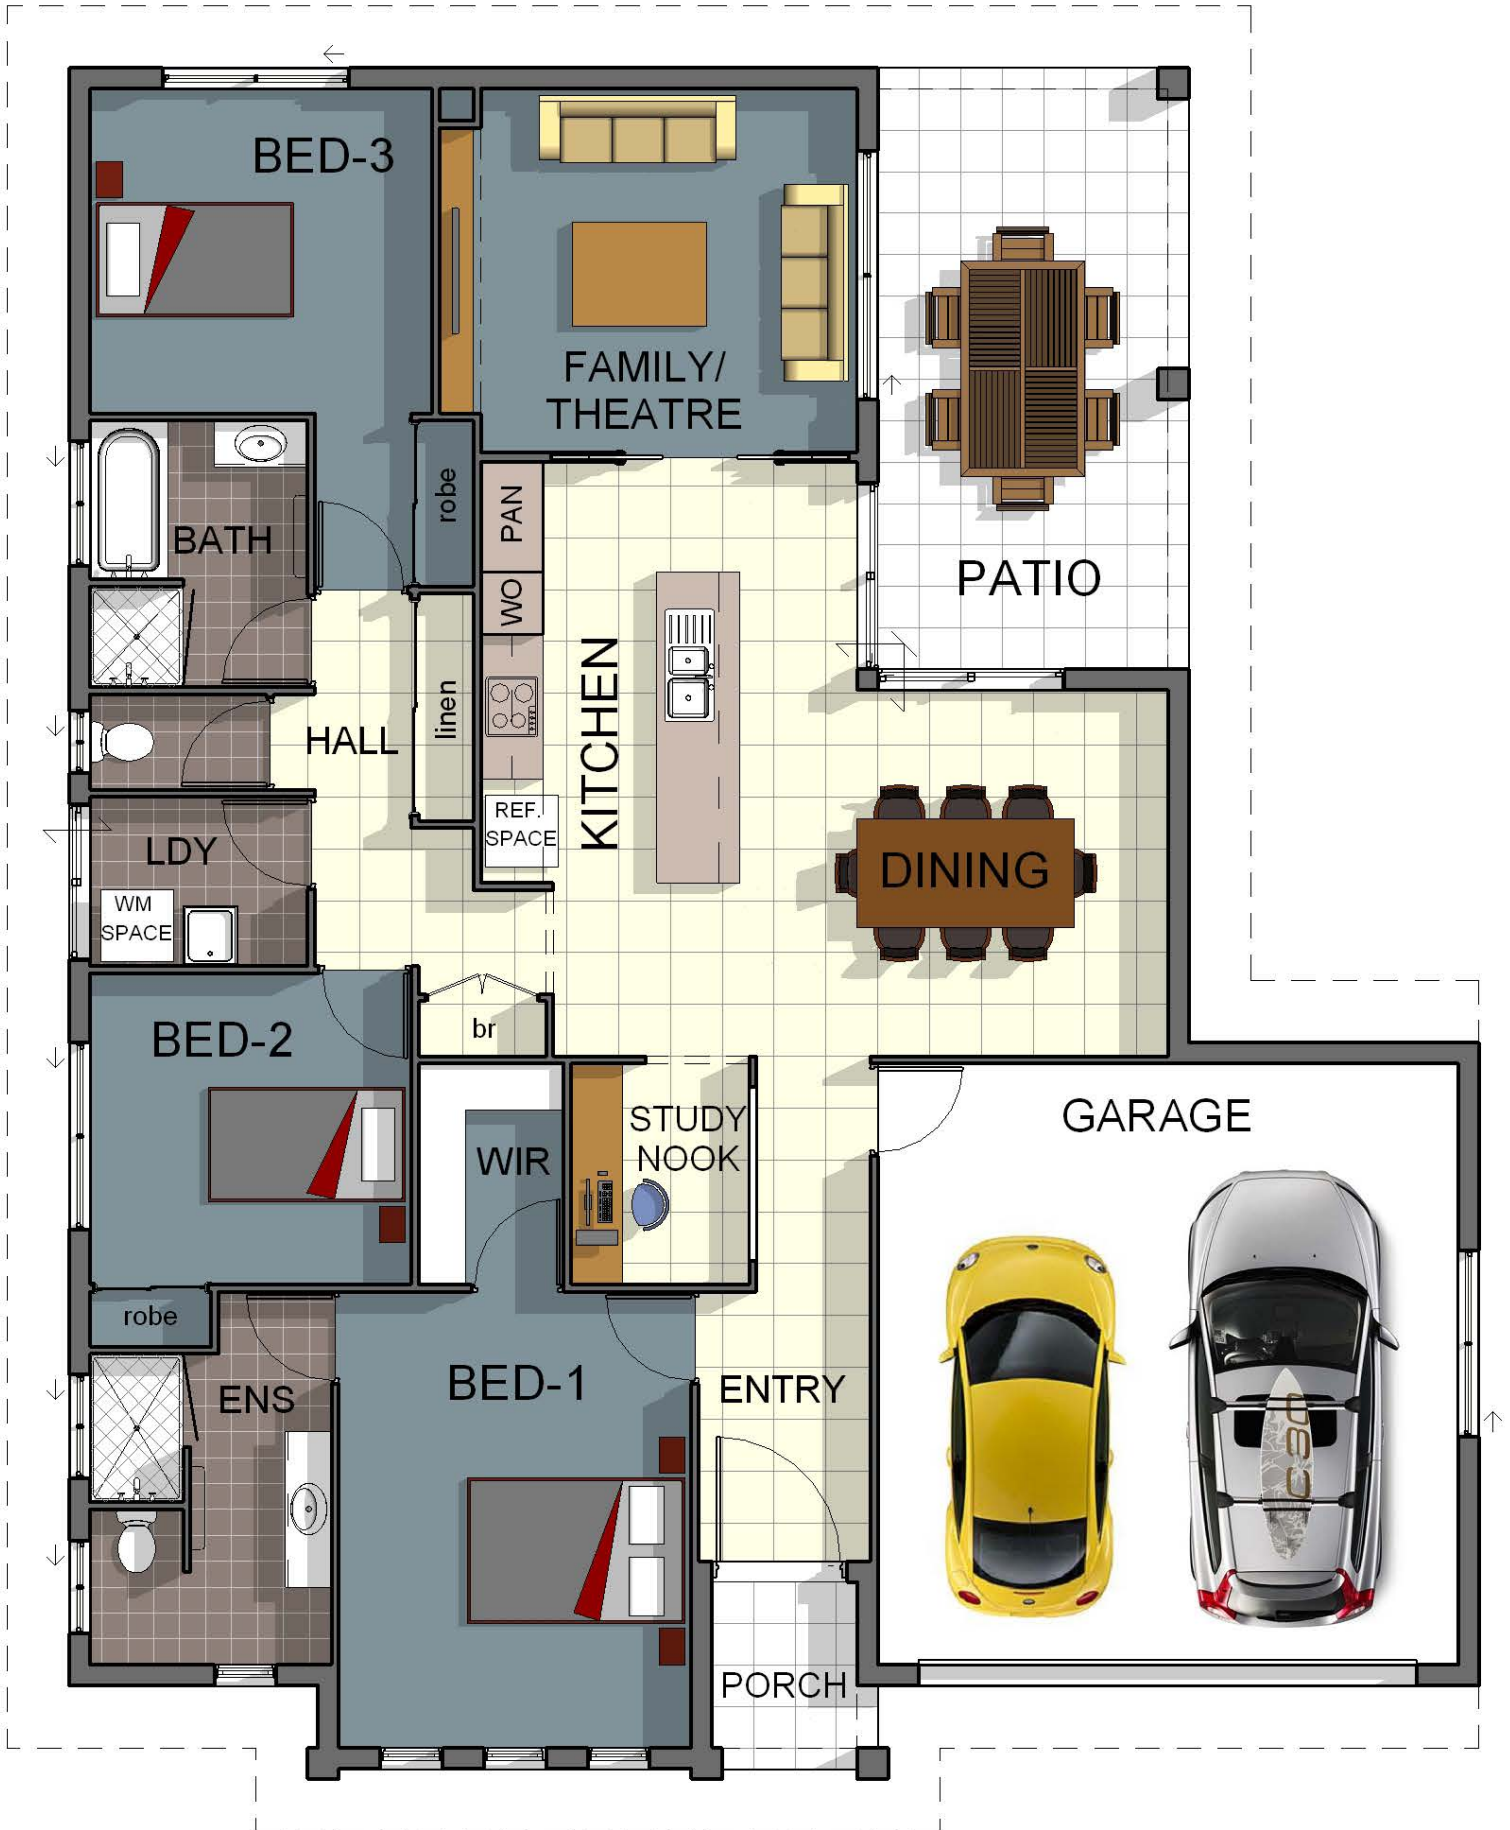 BED-3
FAMILY/
THEATRE
robe
PAN
BATH
WO
PATIO
KITCHEN
linen
HALL
REF.
SPACE
LDY
DINING
WM
SPACE
BED-2
br
GARAGE
STUDY
NOOK
WIR
robe
BED-1
ENS
ENTRY
PORCH